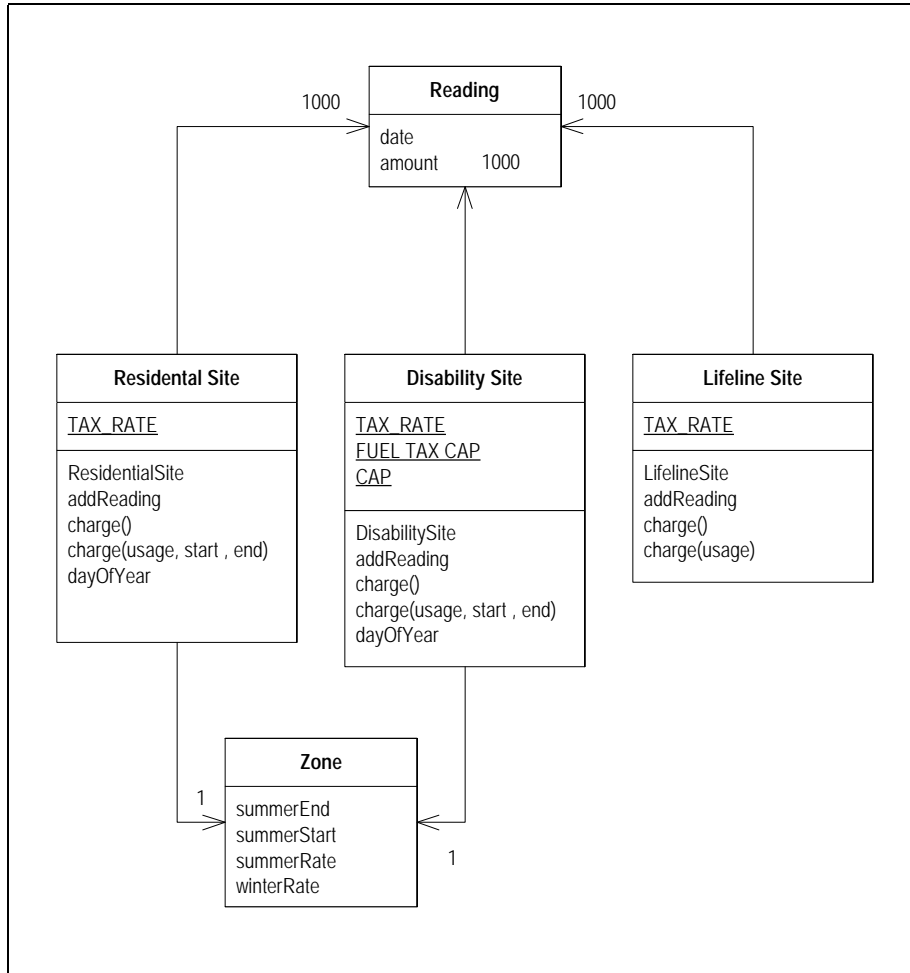 Reading
1000
1000
date
amount 1000
Residental Site
TAX_RATE
ResidentialSite
addReading
charge()
charge(usage, start , end)
dayOfYear
Disability Site
TAX_RATE
FUEL TAX CAP
CAP
DisabilitySite
addReading
charge()
charge(usage, start , end)
dayOfYear
Lifeline Site
TAX_RATE
LifelineSite
addReading
charge()
charge(usage)
Zone
1
summerEnd
summerStart
summerRate
winterRate
1